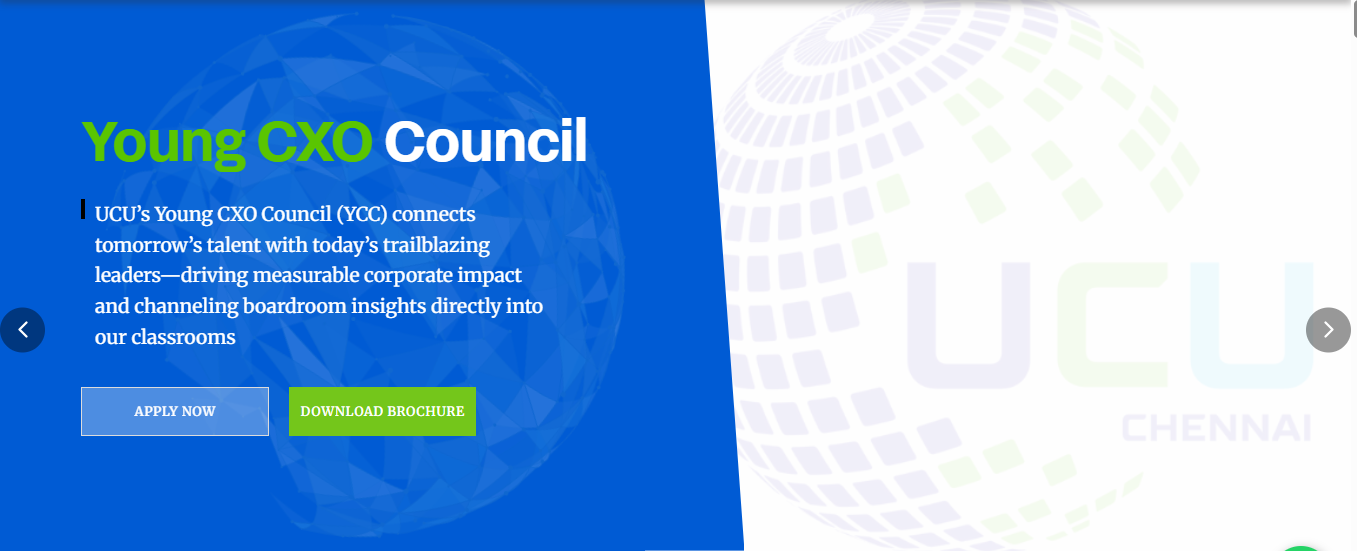 Young CXO Council
UCU’s Young CXO Council (YCC) connects
tomorrow’s talent with today’s trailblazing
leaders—driving measurable corporate impact
and channeling boardroom insights directly into
our classrooms
APPLY NOW
DOWNLOAD BROCHURE
UCU
CHENNAI